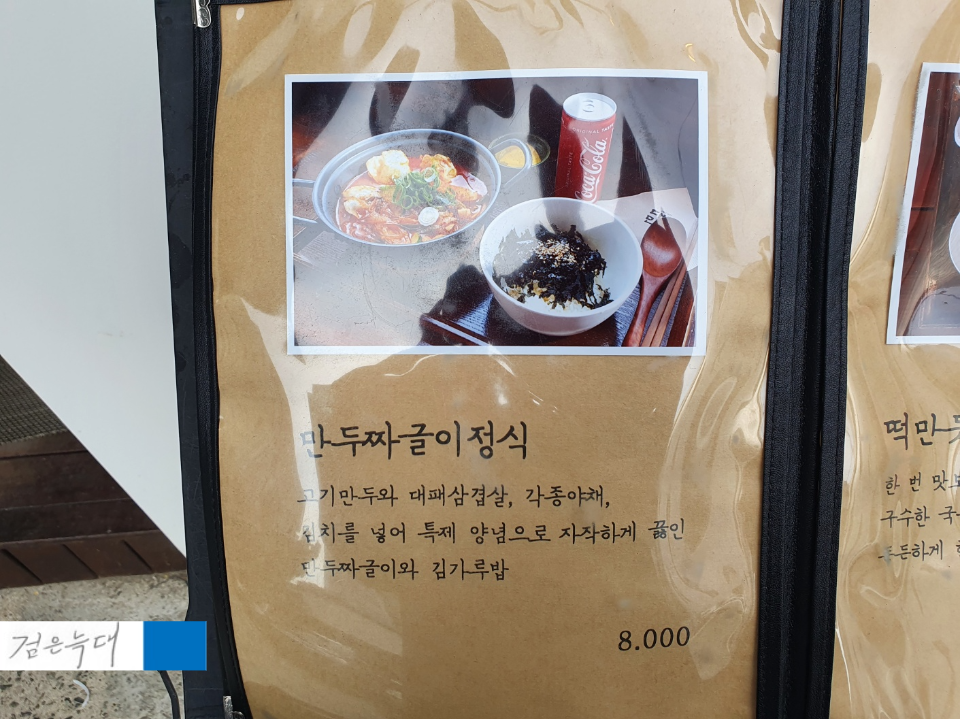 Coca-Cola
만두짜글이정식
고기만두와 대패삼겹살, 각종야채,
김치를 넣어 특제 양념으로 자작하게 끓인
만두짜글이와 김가루밥
8.000
떡만
한 번 맛
구수한 국
든든하게
검은늑대